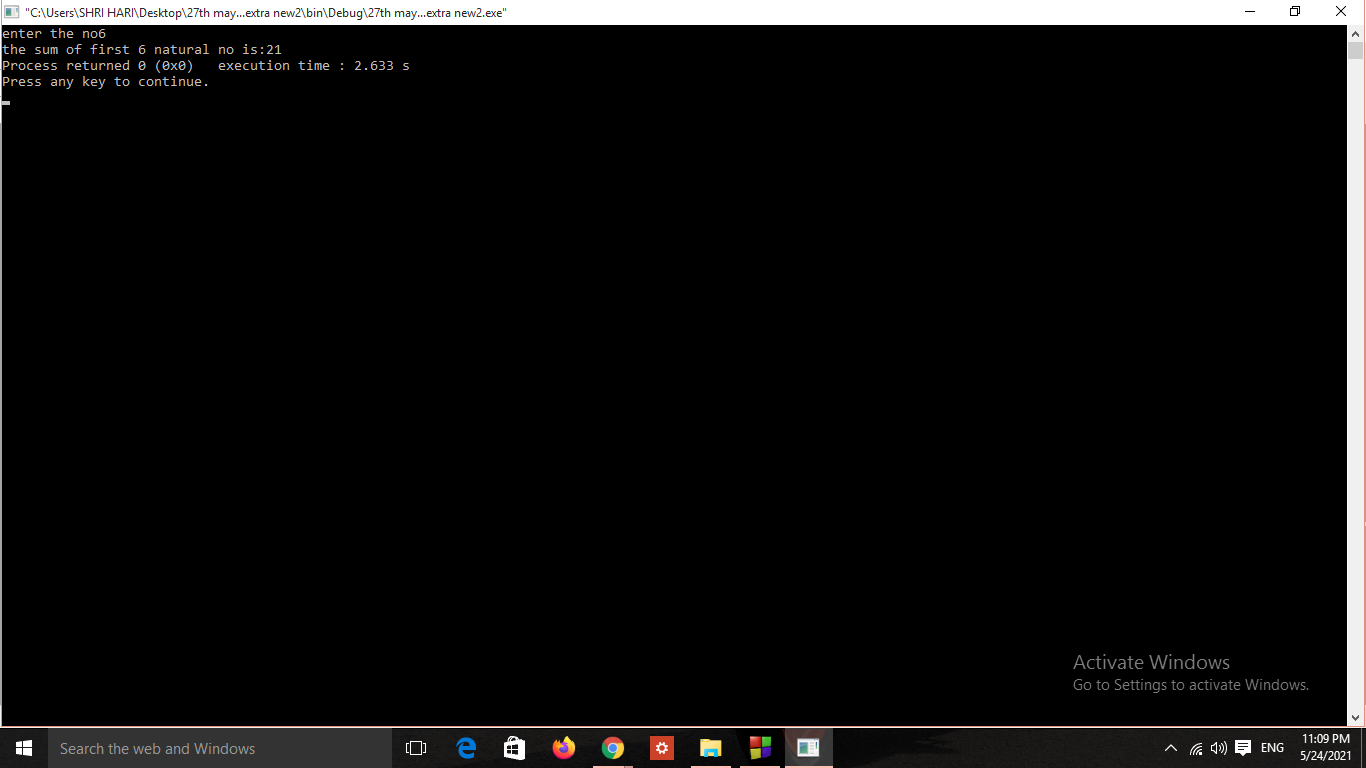 "C:\Users\SHRI HARI\Desktop\27th may...extra new2\bin\Debug\27th may...extra new2.exe"
enter the no6
the sum of first 6 natural no is:21
Process returned 0 (0x0)   execution time : 2.633 s
Press any key to continue.
Activate Windows
Go to Settings to activate Windows.
Search the web and Windows
ENG
11:09 PM
5/24/2021